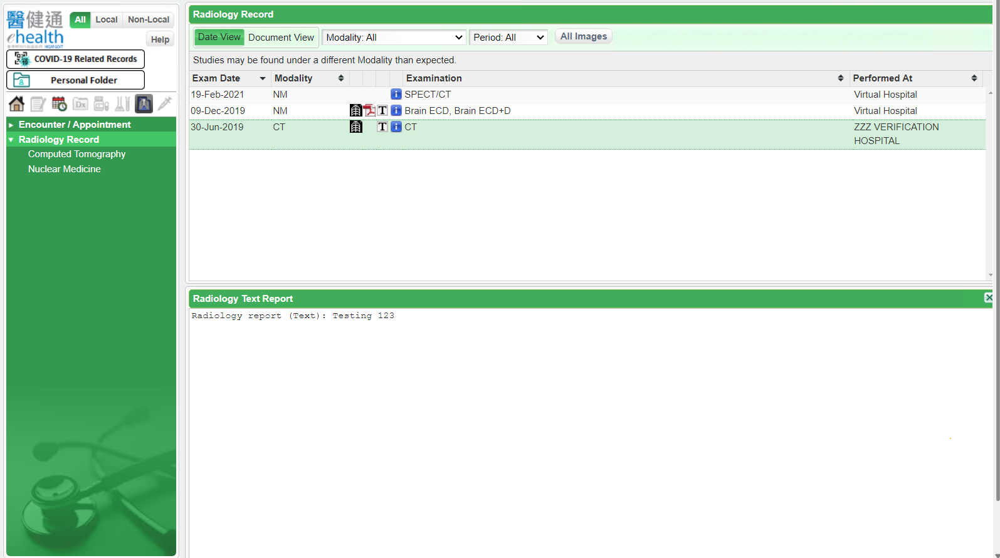 醫健通
ehealth
HKSAR GOVT
All Local Non-Local
Help
COVID-19 Related Records
Personal Folder
Dx
Encounter / Appointment
Radiology Record
Computed Tomography
Nuclear Medicine
Radiology Record
Date View Document View Modality: All Period: All All Images
Studies may be found under a different Modality than expected.
Exam Date Modality Examination Performed At
19-Feb-2021 NM i SPECT/CT Virtual Hospital
09-Dec-2019 NM T i Brain ECD, Brain ECD+D Virtual Hospital
30-Jun-2019 CT T i CT ZZZ VERIFICATION
HOSPITAL
Radiology Text Report
Radiology report (Text): Testing 123